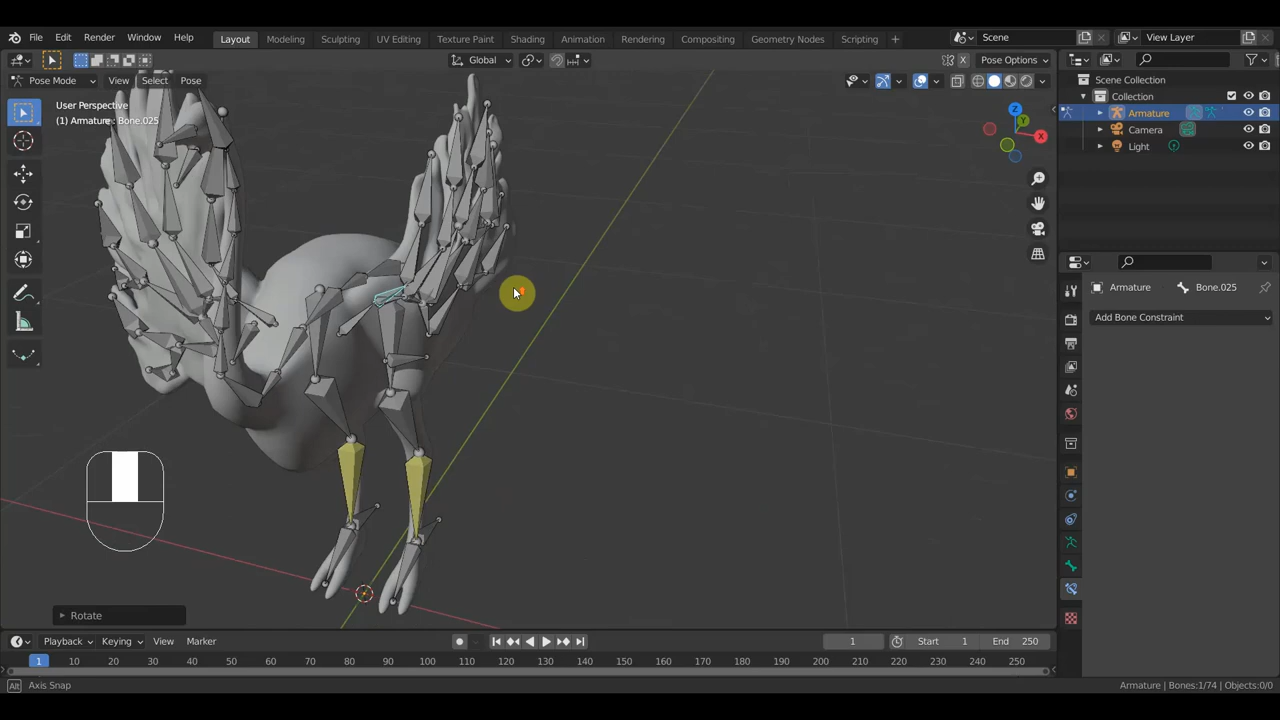 File Edit Render Window Help Layout Modeling Sculpting UV Editing Texture Paint Shading Animation Rendering Compositing Geometry Nodes Scripting + Scene View Layer
Global Pose Options
Pose Mode View Select Pose
User Perspective
(1) Armature : Bone.025
Z
Y
X
Scene Collection
Collection
Armature
Camera
Light
Armature Bone.025
Add Bone Constraint
Rotate
Playback Keying View Marker 1 Start 1 End 250
1 10 20 30 40 50 60 70 80 90 100 110 120 130 140 150 160 170 180 190 200 210 220 230 240 250
Alt Axis Snap Armature | Bones:1/74 | Objects:0/0